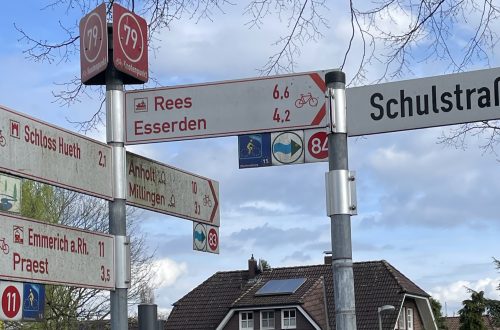 79
79
Rees 6,6
Esserden 4,2
Schulstraß
84
Schloss Hueth 2,
Anholt 10
Millingen
83
Emmerich a.Rh. 11
Praest 3,5
11